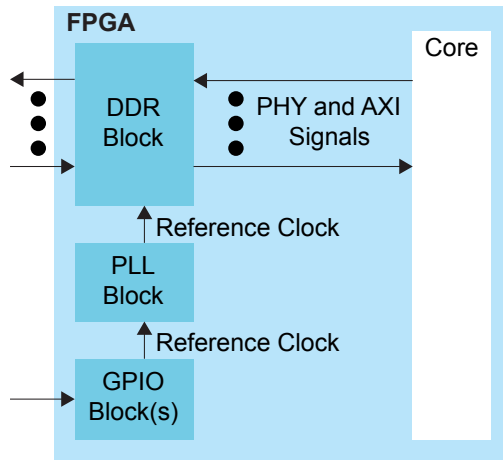 FPGA
Core
DDR
Block
PHY and AXI
Signals
Reference Clock
PLL
Block
Reference Clock
GPIO
Block(s)